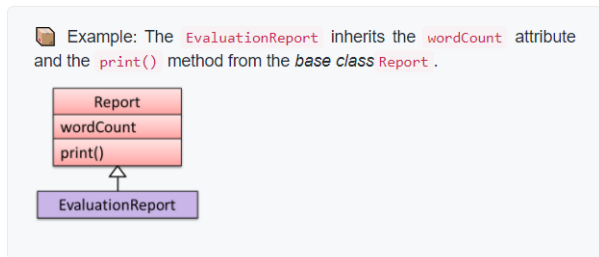 Example: The EvaluationReport inherits the wordCount attribute
and the print() method from the base class Report .
Report
wordCount
print()
EvaluationReport